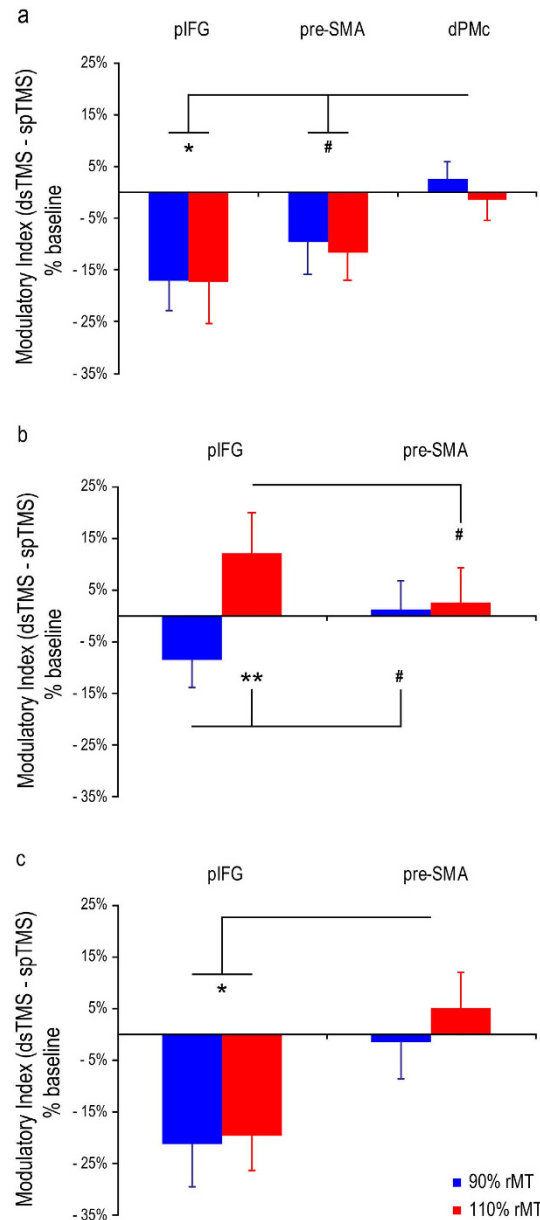 a
pIFG pre-SMA dPMc
Modulatory Index (dsTMS - spTMS)
% baseline
25%
15%
5%
- 5%
- 15%
- 25%
- 35%
*
#
b
pIFG pre-SMA
Modulatory Index (dsTMS - spTMS)
% baseline
25%
15%
5%
- 5%
- 15%
- 25%
- 35%
#
** #
c
pIFG pre-SMA
Modulatory Index (dsTMS - spTMS)
% baseline
25%
15%
5%
- 5%
- 15%
- 25%
- 35%
*
90% rMT
110% rMT